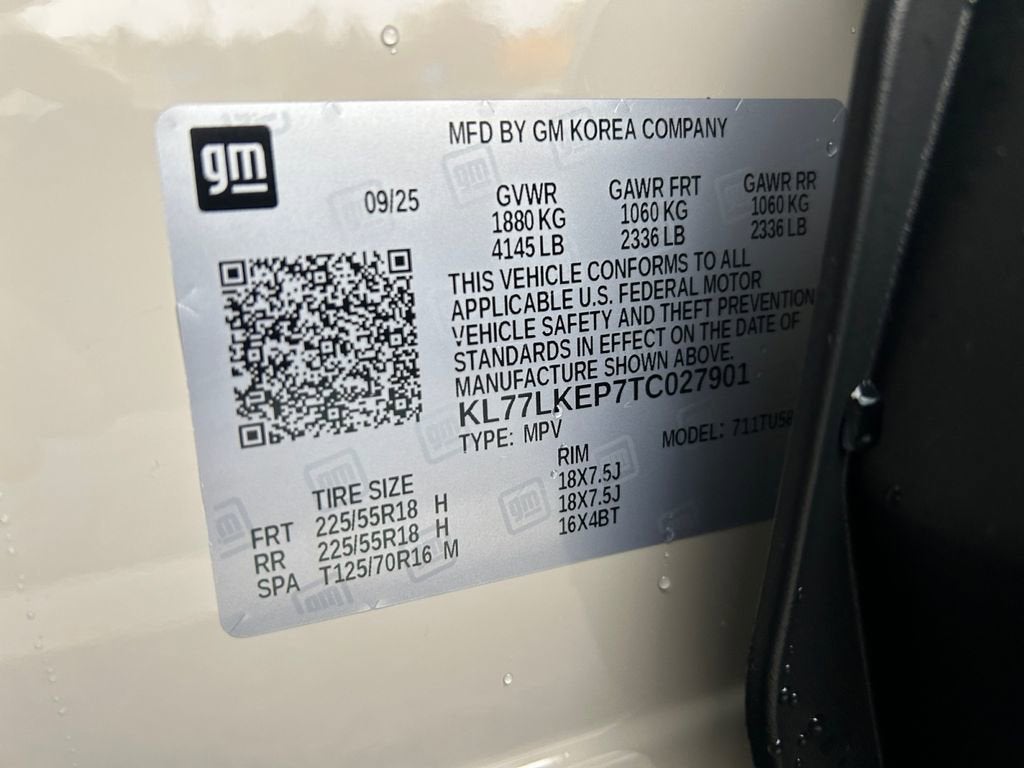 gm
MFD BY GM KOREA COMPANY
09/25
GVWR GAWR FRT GAWR RR
1880 KG 1060 KG 1060 KG
4145 LB 2336 LB 2336 LB
THIS VEHICLE CONFORMS TO ALL
APPLICABLE U.S. FEDERAL MOTOR
VEHICLE SAFETY AND THEFT PREVENTION
STANDARDS IN EFFECT ON THE DATE OF
MANUFACTURE SHOWN ABOVE.
KL77LKEP7TC027901
TYPE: MPV MODEL: 711TU58
TIRE SIZE RIM
FRT 225/55R18 H 18X7.5J
RR 225/55R18 H 18X7.5J
SPA T125/70R16 M 16X4BT